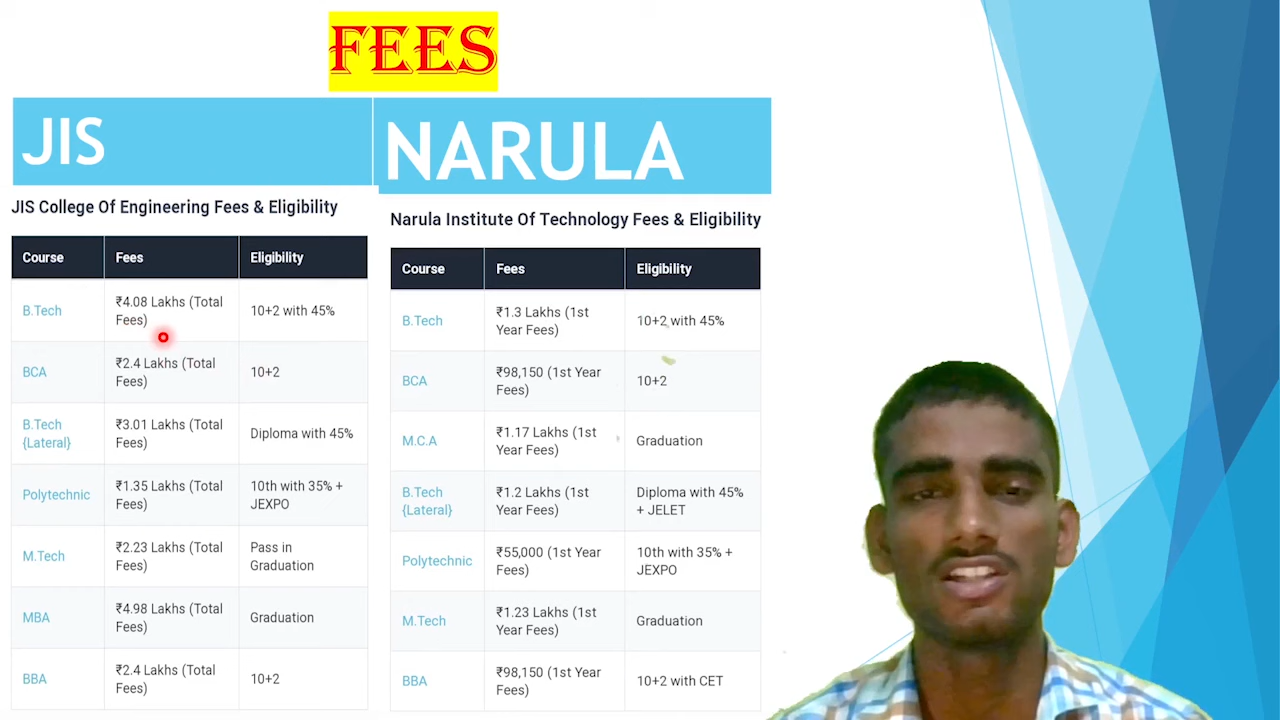 FEES
JIS
JIS College Of Engineering Fees & Eligibility
Course Fees Eligibility
B.Tech ₹4.08 Lakhs (Total Fees) 10+2 with 45%
BCA ₹2.4 Lakhs (Total Fees) 10+2
B.Tech {Lateral} ₹3.01 Lakhs (Total Fees) Diploma with 45%
Polytechnic ₹1.35 Lakhs (Total Fees) 10th with 35% + JEXPO
M.Tech ₹2.23 Lakhs (Total Fees) Pass in Graduation
MBA ₹4.98 Lakhs (Total Fees) Graduation
BBA ₹2.4 Lakhs (Total Fees) 10+2
NARULA
Narula Institute Of Technology Fees & Eligibility
Course Fees Eligibility
B.Tech ₹1.3 Lakhs (1st Year Fees) 10+2 with 45%
BCA ₹98,150 (1st Year Fees) 10+2
M.C.A ₹1.17 Lakhs (1st Year Fees) Graduation
B.Tech {Lateral} ₹1.2 Lakhs (1st Year Fees) Diploma with 45% + JELET
Polytechnic ₹55,000 (1st Year Fees) 10th with 35% + JEXPO
M.Tech ₹1.23 Lakhs (1st Year Fees) Graduation
BBA ₹98,150 (1st Year Fees) 10+2 with CET